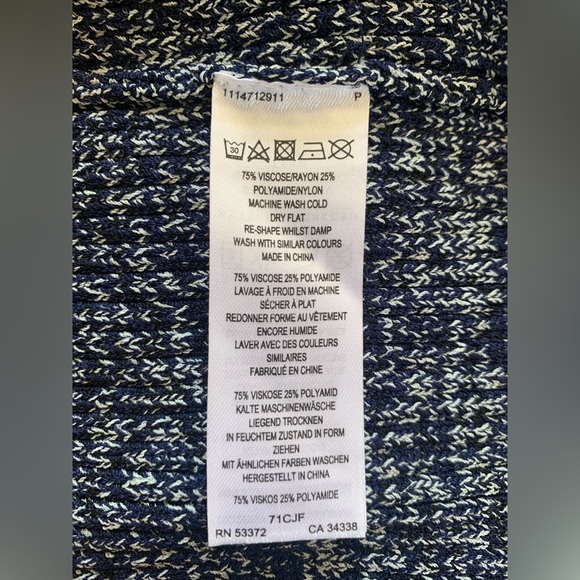 1114712911 P
30
75% VISCOSE/RAYON 25%
POLYAMIDE/NYLON
MACHINE WASH COLD
DRY FLAT
RE-SHAPE WHILST DAMP
WASH WITH SIMILAR COLOURS
MADE IN CHINA
75% VISCOSE 25% POLYAMIDE
LAVAGE À FROID EN MACHINE
SÉCHER À PLAT
REDONNER FORME AU VÊTEMENT
ENCORE HUMIDE
LAVER AVEC DES COULEURS
SIMILAIRES
FABRIQUÉ EN CHINE
75% VISKOSE 25% POLYAMID
KALTE MASCHINENWÄSCHE
LIEGEND TROCKNEN
IN FEUCHTEM ZUSTAND IN FORM
ZIEHEN
MIT ÄHNLICHEN FARBEN WASCHEN
HERGESTELLT IN CHINA
75% VISKOS 25% POLYAMIDE
71CJF
RN 53372 CA 34338